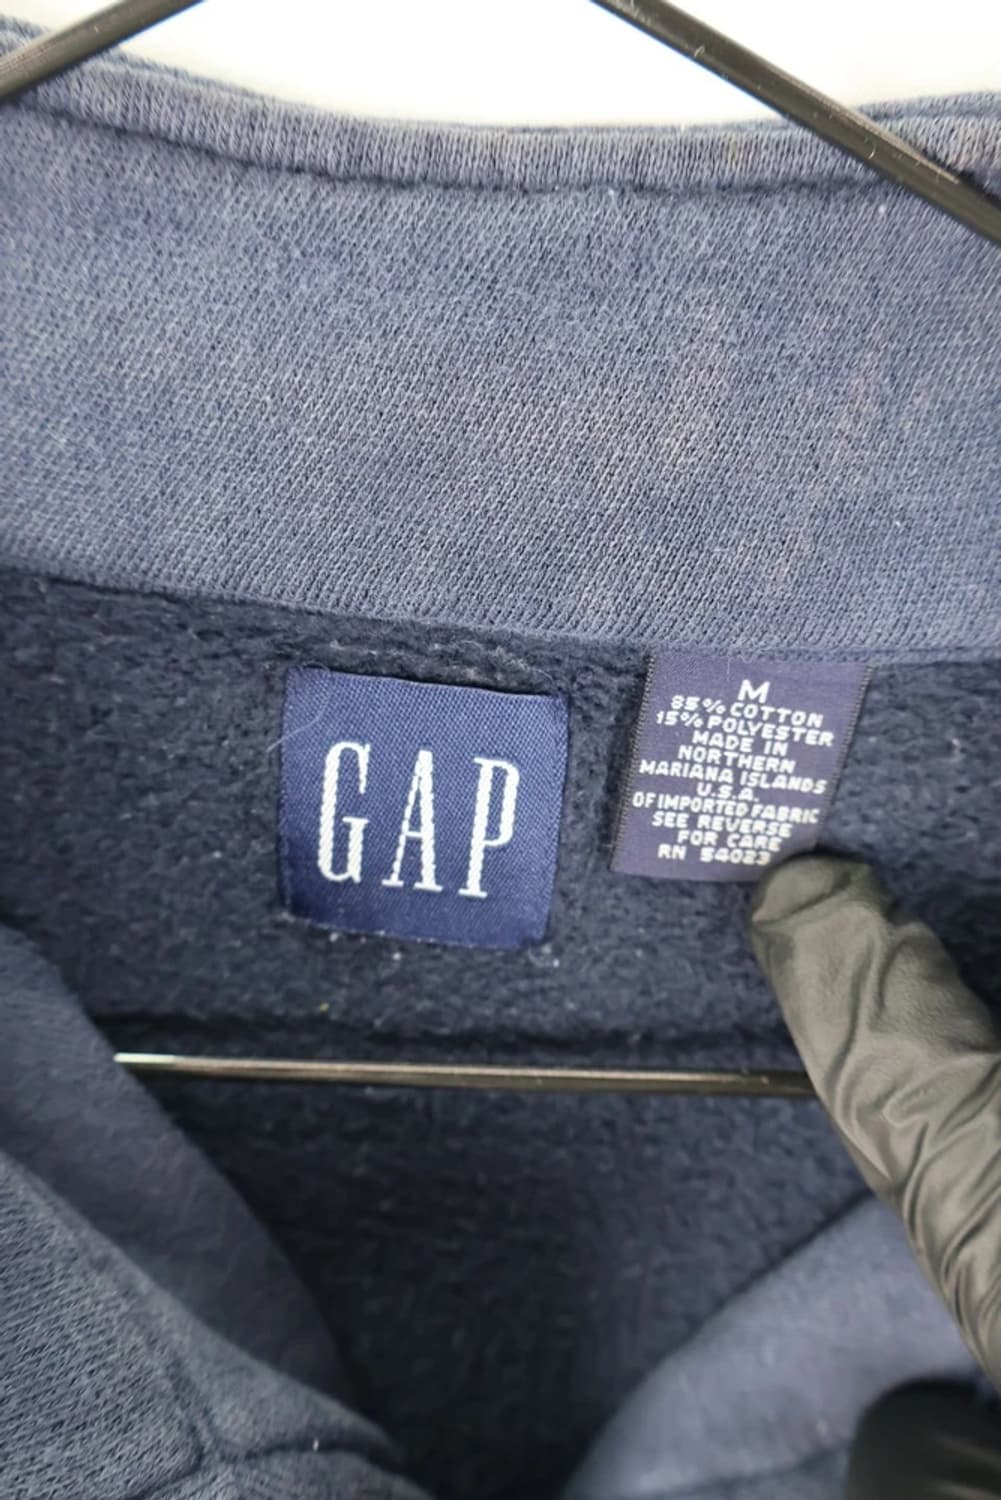 GAP
M
85% COTTON
15% POLYESTER
MADE IN
NORTHERN
MARIANA ISLANDS
U.S.A.
OF IMPORTED FABRIC
SEE REVERSE
FOR CARE
RN 54023